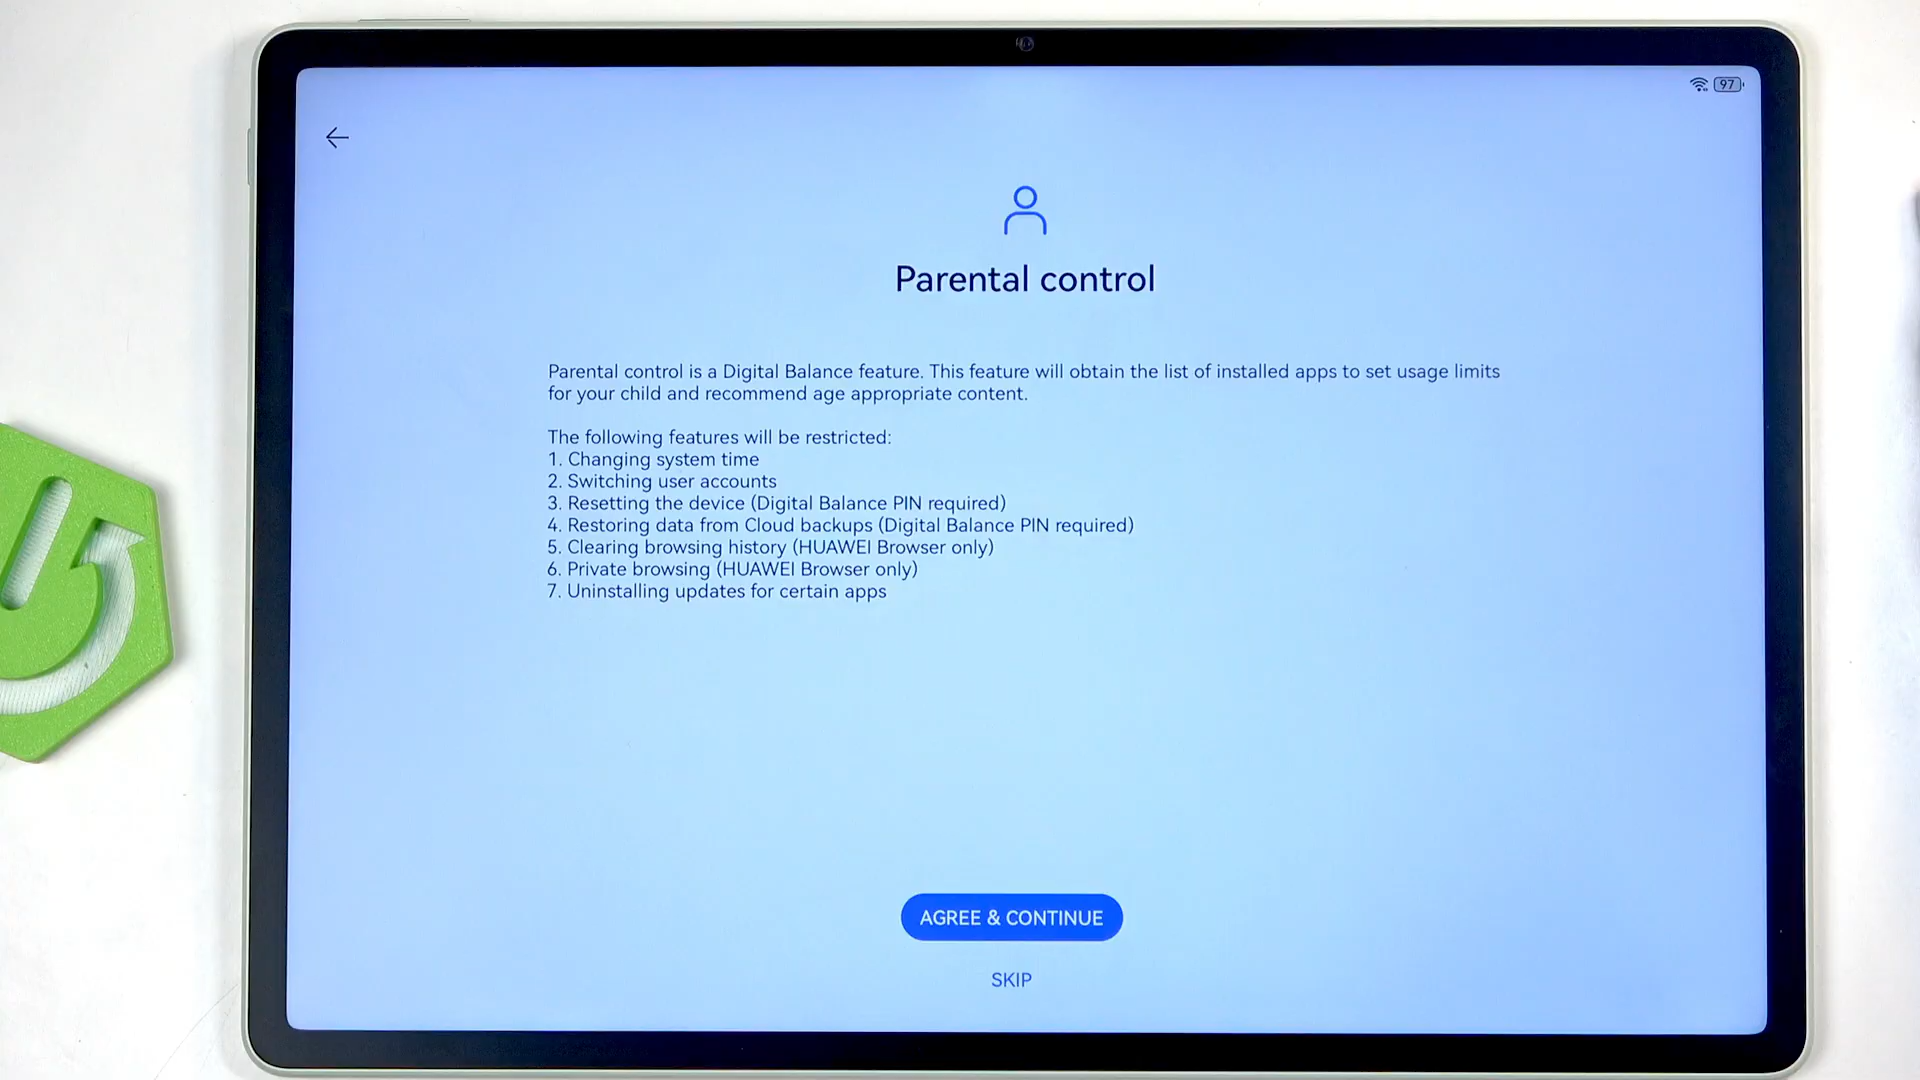 97
Parental control
Parental control is a Digital Balance feature. This feature will obtain the list of installed apps to set usage limits
for your child and recommend age appropriate content.
The following features will be restricted:
1. Changing system time
2. Switching user accounts
3. Resetting the device (Digital Balance PIN required)
4. Restoring data from Cloud backups (Digital Balance PIN required)
5. Clearing browsing history (HUAWEI Browser only)
6. Private browsing (HUAWEI Browser only)
7. Uninstalling updates for certain apps
AGREE & CONTINUE
SKIP